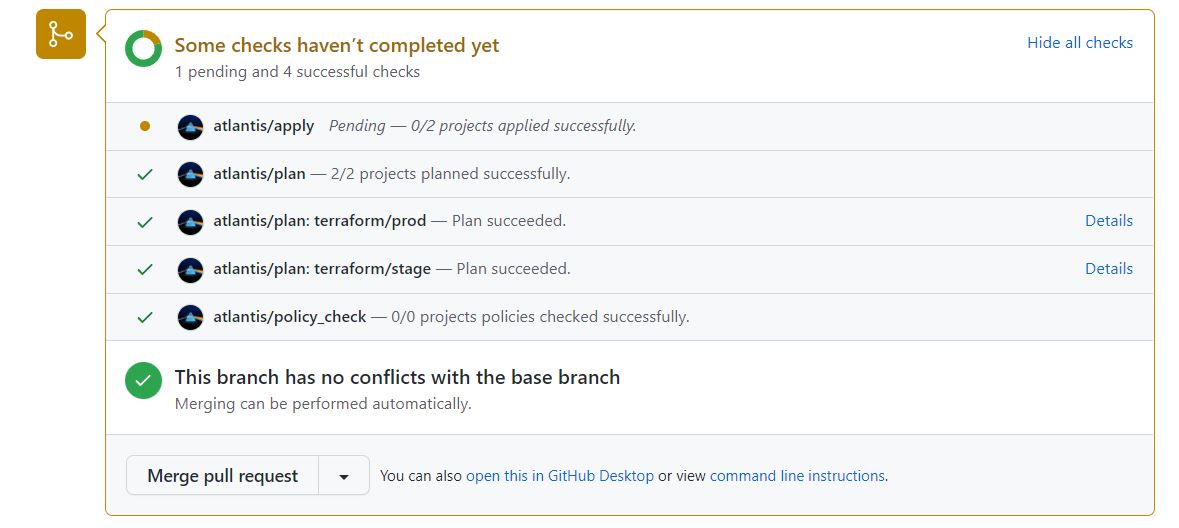 Some checks haven't completed yet
Hide all checks
1 pending and 4 successful checks
atlantis/apply Pending — 0/2 projects applied successfully.
atlantis/plan — 2/2 projects planned successfully.
atlantis/plan: terraform/prod — Plan succeeded. Details
atlantis/plan: terraform/stage — Plan succeeded. Details
atlantis/policy_check — 0/0 projects policies checked successfully.
This branch has no conflicts with the base branch
Merging can be performed automatically.
Merge pull request You can also open this in GitHub Desktop or view command line instructions.